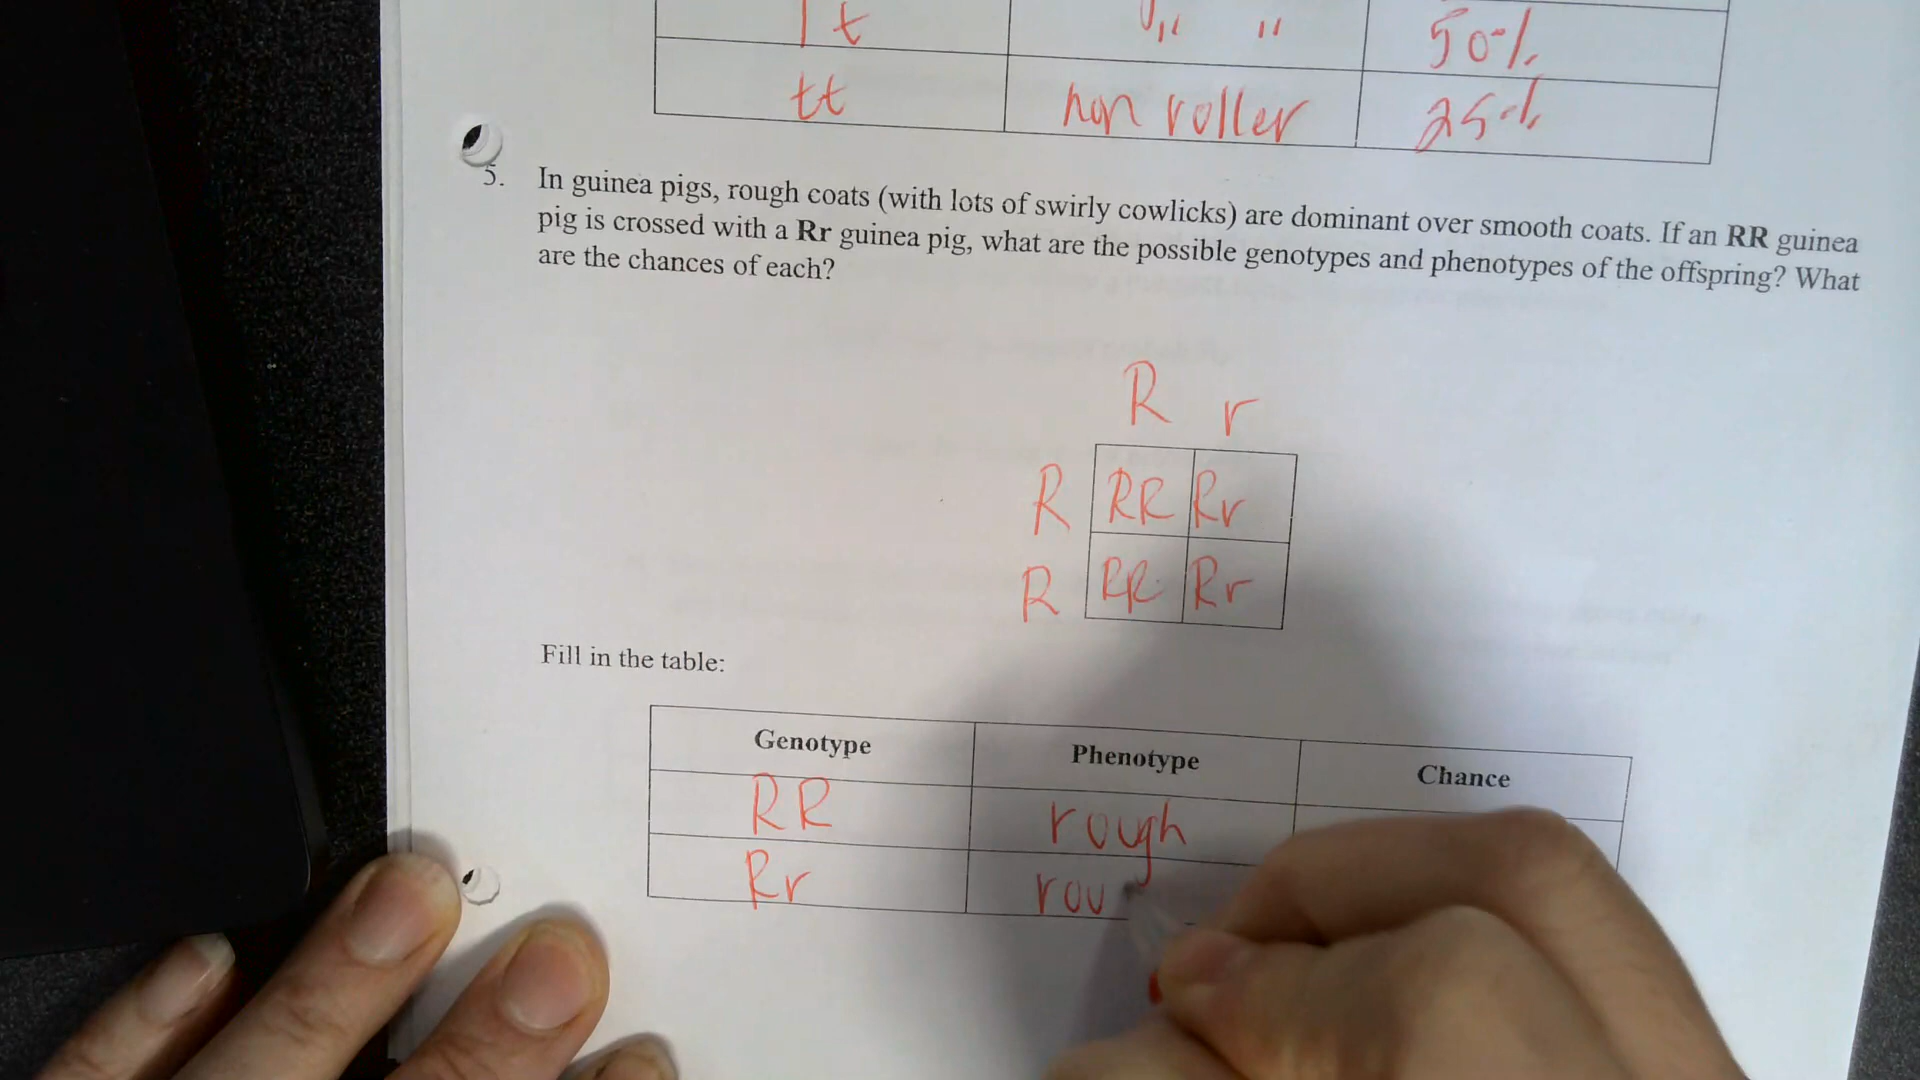 Tt " " 50%
tt non roller 25%
5. In guinea pigs, rough coats (with lots of swirly cowlicks) are dominant over smooth coats. If an RR guinea
pig is crossed with a Rr guinea pig, what are the possible genotypes and phenotypes of the offspring? What
are the chances of each?
R r
R RR Rr
R RR Rr
Fill in the table:
Genotype Phenotype Chance
RR rough
Rr rou